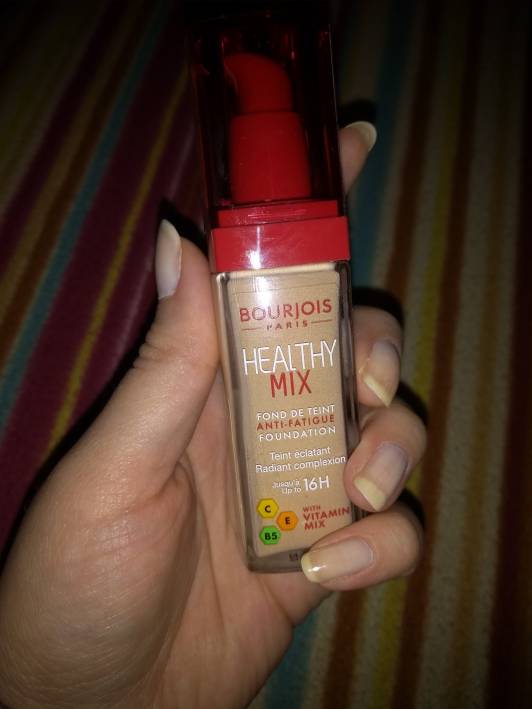 BOURJOIS
PARIS
HEALTHY
MIX
FOND DE TEINT
ANTI-FATIGUE
FOUNDATION
Teint éclatant
Radiant complexion
Jusqu'à
Up to 16H
C
E
B5
WITH
VITAMIN
MIX